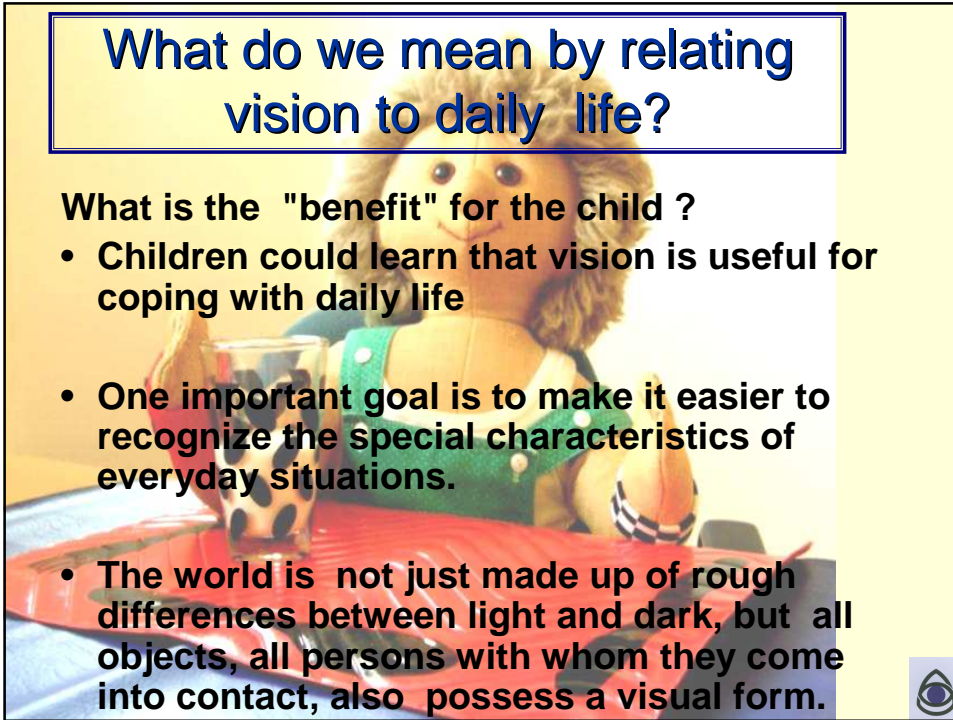 What do we mean by relating
vision to daily life?
What is the "benefit" for the child ?
• Children could learn that vision is useful for
coping with daily life
• One important goal is to make it easier to
recognize the special characteristics of
everyday situations.
• The world is not just made up of rough
differences between light and dark, but all
objects, all persons with whom they come
into contact, also possess a visual form.